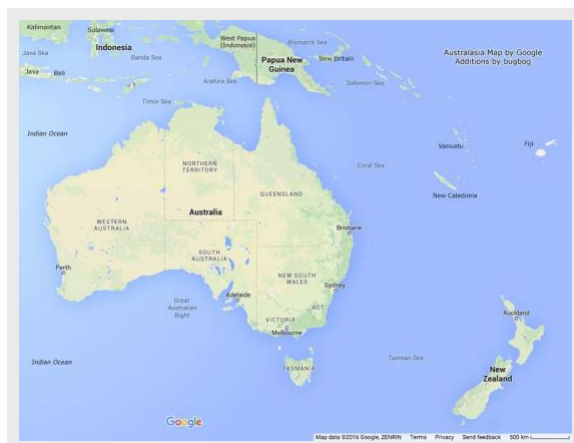 Kalimantan
Sulawesi
Indonesia
Java Sea
Banda Sea
Java
Bali
West Papua
(Indonesia)
Papua New
Guinea
Bismarck Sea
New Britain
Solomon Sea
Arafura Sea
Timor Sea
Australasia Map by Google
Additions by bugbog
Indian Ocean
Coral Sea
Vanuatu
Fiji
New Caledonia
NORTHERN
TERRITORY
QUEENSLAND
WESTERN
AUSTRALIA
Australia
SOUTH
AUSTRALIA
Brisbane
NEW SOUTH
WALES
Perth
Sydney
Adelaide
ACT
Great
Australian
Bight
VICTORIA
Melbourne
Auckland
Indian Ocean
TASMANIA
Tasman Sea
New
Zealand
Google
Map data ©2016 Google, ZENRIN Terms Privacy Send feedback 500 km